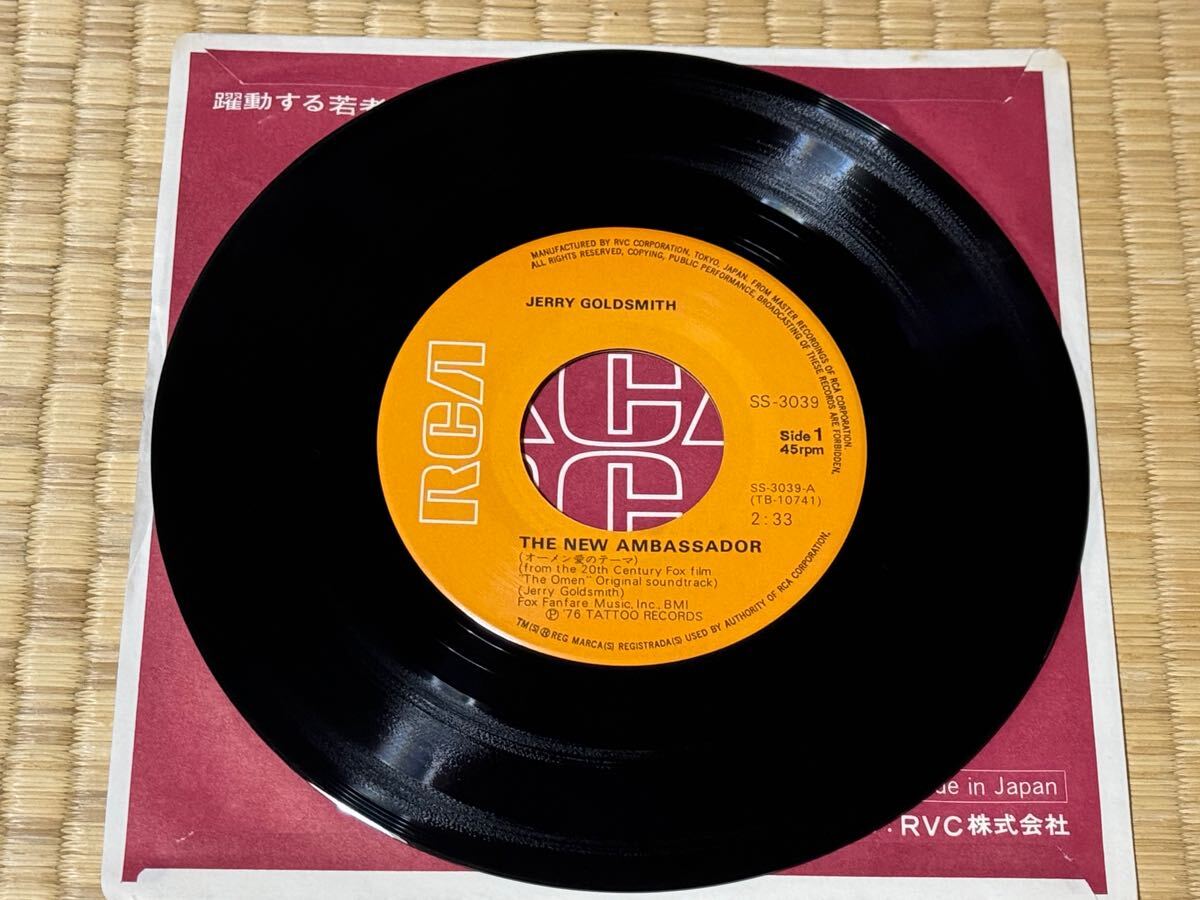 躍動する若
MANUFACTURED BY RVC CORPORATION, TOKYO, JAPAN. FROM MASTER RECORDINGS OF RCA CORPORATION.
ALL RIGHTS RESERVED, COPYING, PUBLIC PERFORMANCE, BROADCASTING OF THESE RECORDS ARE FORBIDDEN.
JERRY GOLDSMITH
RCA
SS-3039
Side 1
45rpm
SS-3039-A
(TB-10741)
2:33
THE NEW AMBASSADOR
(オーメン愛のテーマ)
(from the 20th Century Fox film
"The Omen" Original soundtrack)
(Jerry Goldsmith)
Fox Fanfare Music, Inc., BMI
Ⓟ '76 TATTOO RECORDS
TM(S)® REG MARCA(S) REGISTRADA(S) USED BY AUTHORITY OF RCA CORPORATION.
in Japan
RVC株式会社